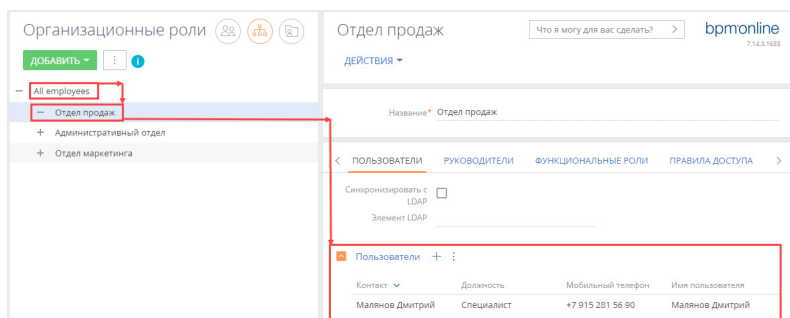 Организационные роли
ДОБАВИТЬ
All employees
Отдел продаж
Административный отдел
Отдел маркетинга
Отдел продаж
Что я могу для вас сделать?
bpmonline
7.14.3.1683
ДЕЙСТВИЯ
Название* Отдел продаж
ПОЛЬЗОВАТЕЛИ РУКОВОДИТЕЛИ ФУНКЦИОНАЛЬНЫЕ РОЛИ ПРАВИЛА ДОСТУПА
Синхронизировать с
LDAP
Элемент LDAP
Пользователи
Контакт Должность Мобильный телефон Имя пользователя
Малянов Дмитрий Специалист +7 915 281 56 90 Малянов Дмитрий